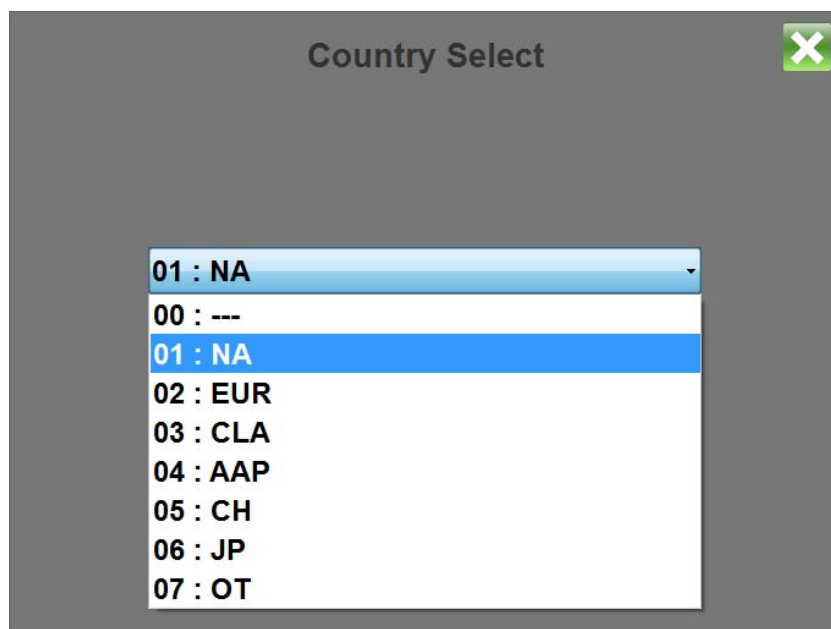 Country Select
01 : NA
00 : ---
01 : NA
02 : EUR
03 : CLA
04 : AAP
05 : CH
06 : JP
07 : OT